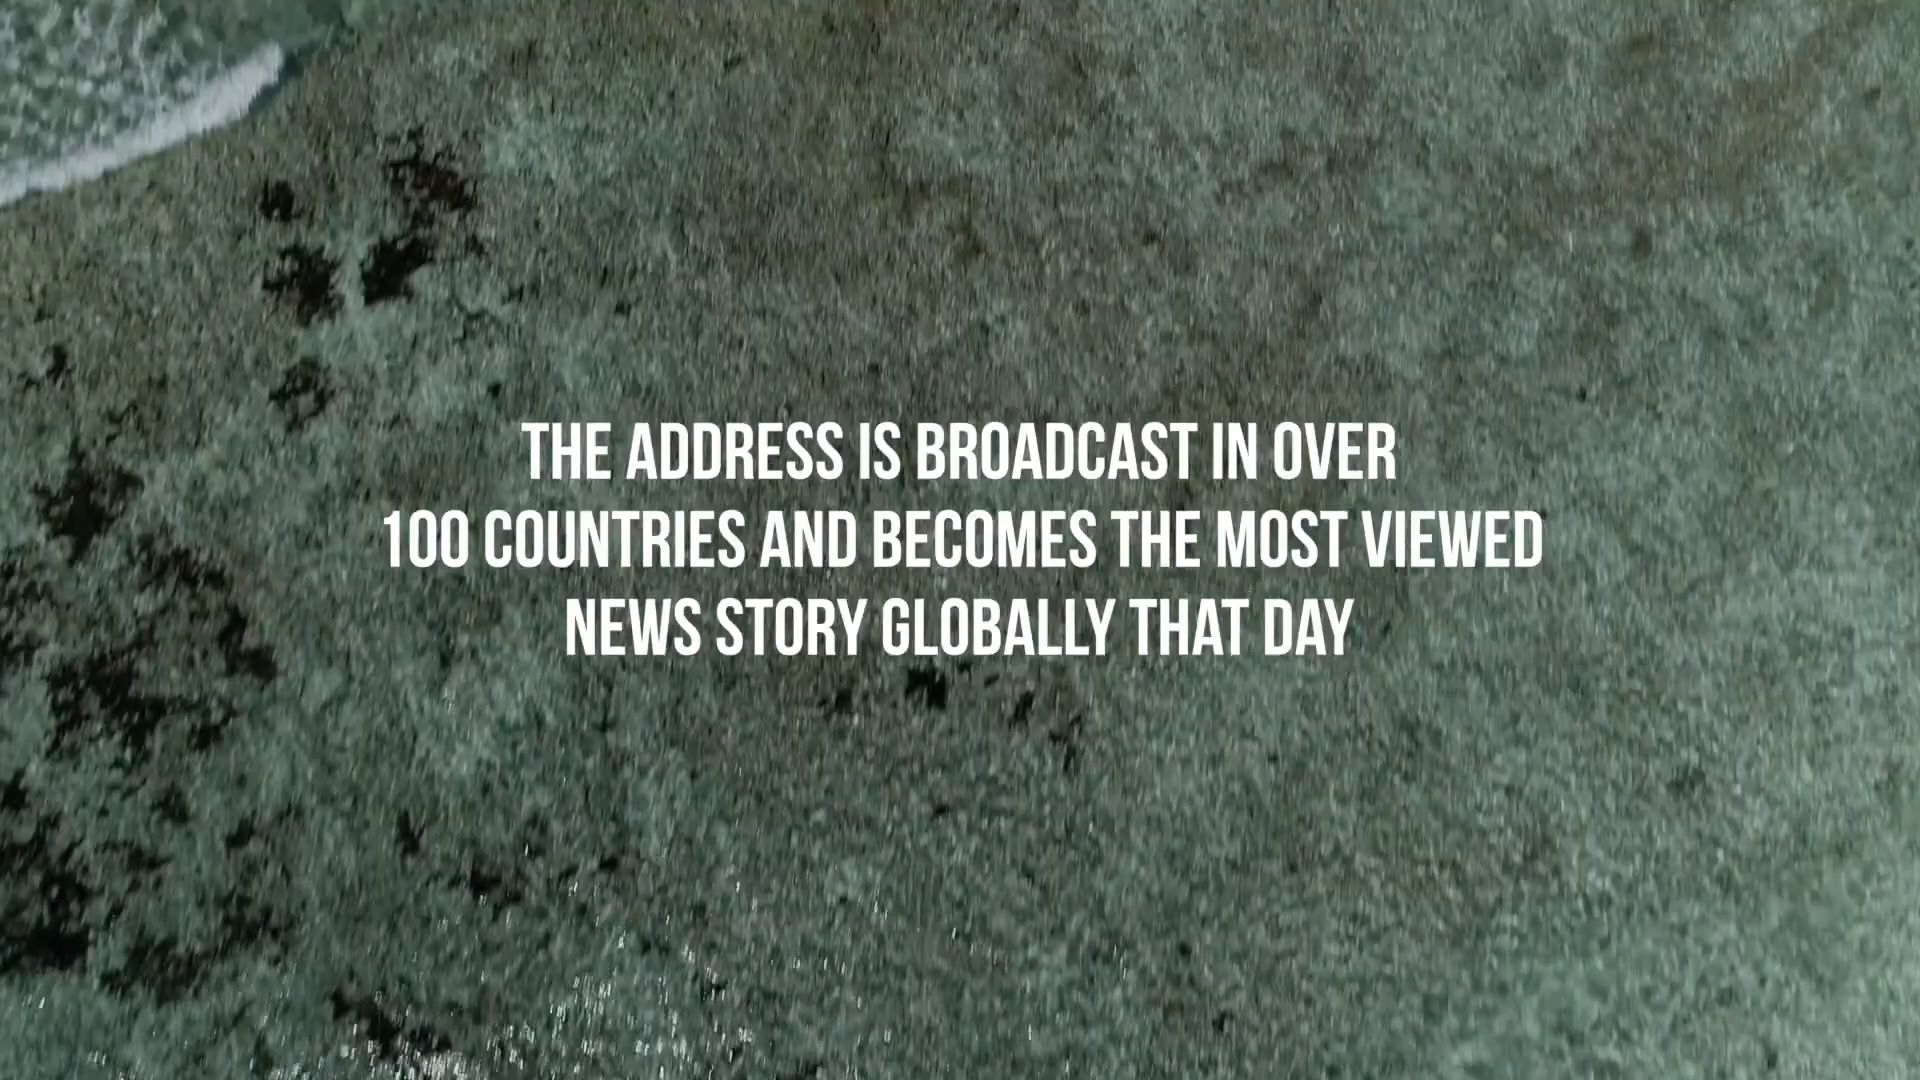 THE ADDRESS IS BROADCAST IN OVER
100 COUNTRIES AND BECOMES THE MOST VIEWED
NEWS STORY GLOBALLY THAT DAY